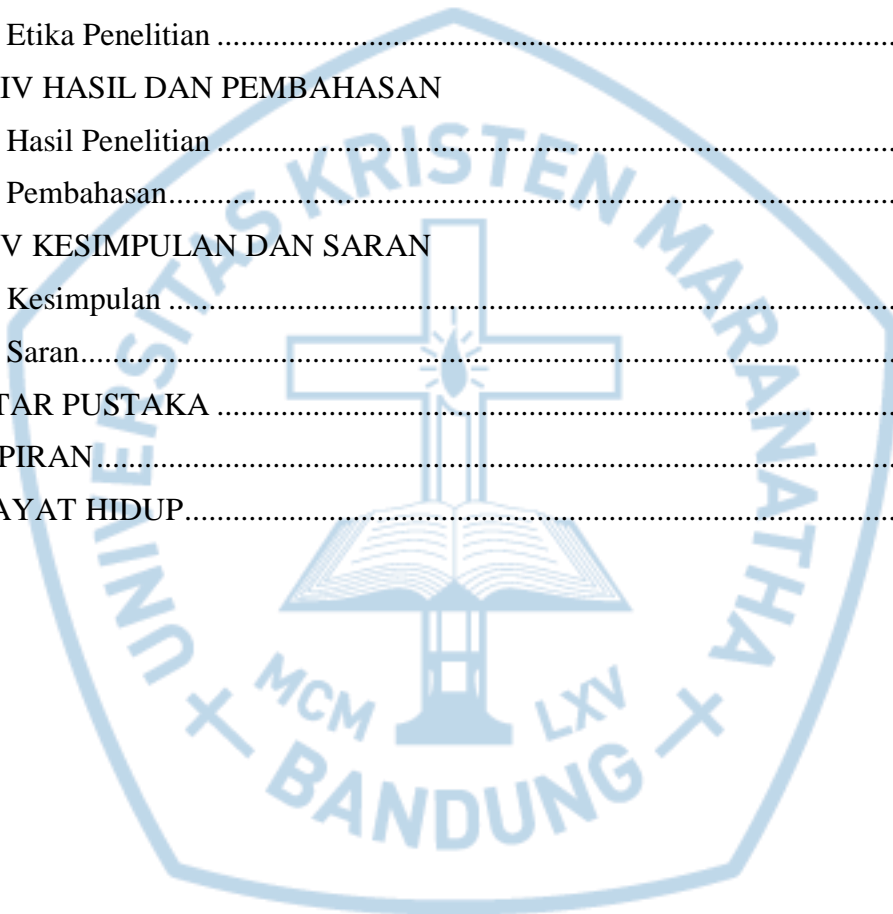 Etika Penelitian ........................................................................................
IV HASIL DAN PEMBAHASAN
Hasil Penelitian ........................................................................................
Pembahasan..............................................................................................
V KESIMPULAN DAN SARAN
Kesimpulan ..............................................................................................
Saran.........................................................................................................
TAR PUSTAKA ........................................................................................
PIRAN.......................................................................................................
AYAT HIDUP............................................................................................
UNIVERSITAS KRISTEN MARANATHA
MCM LXV
BANDUNG